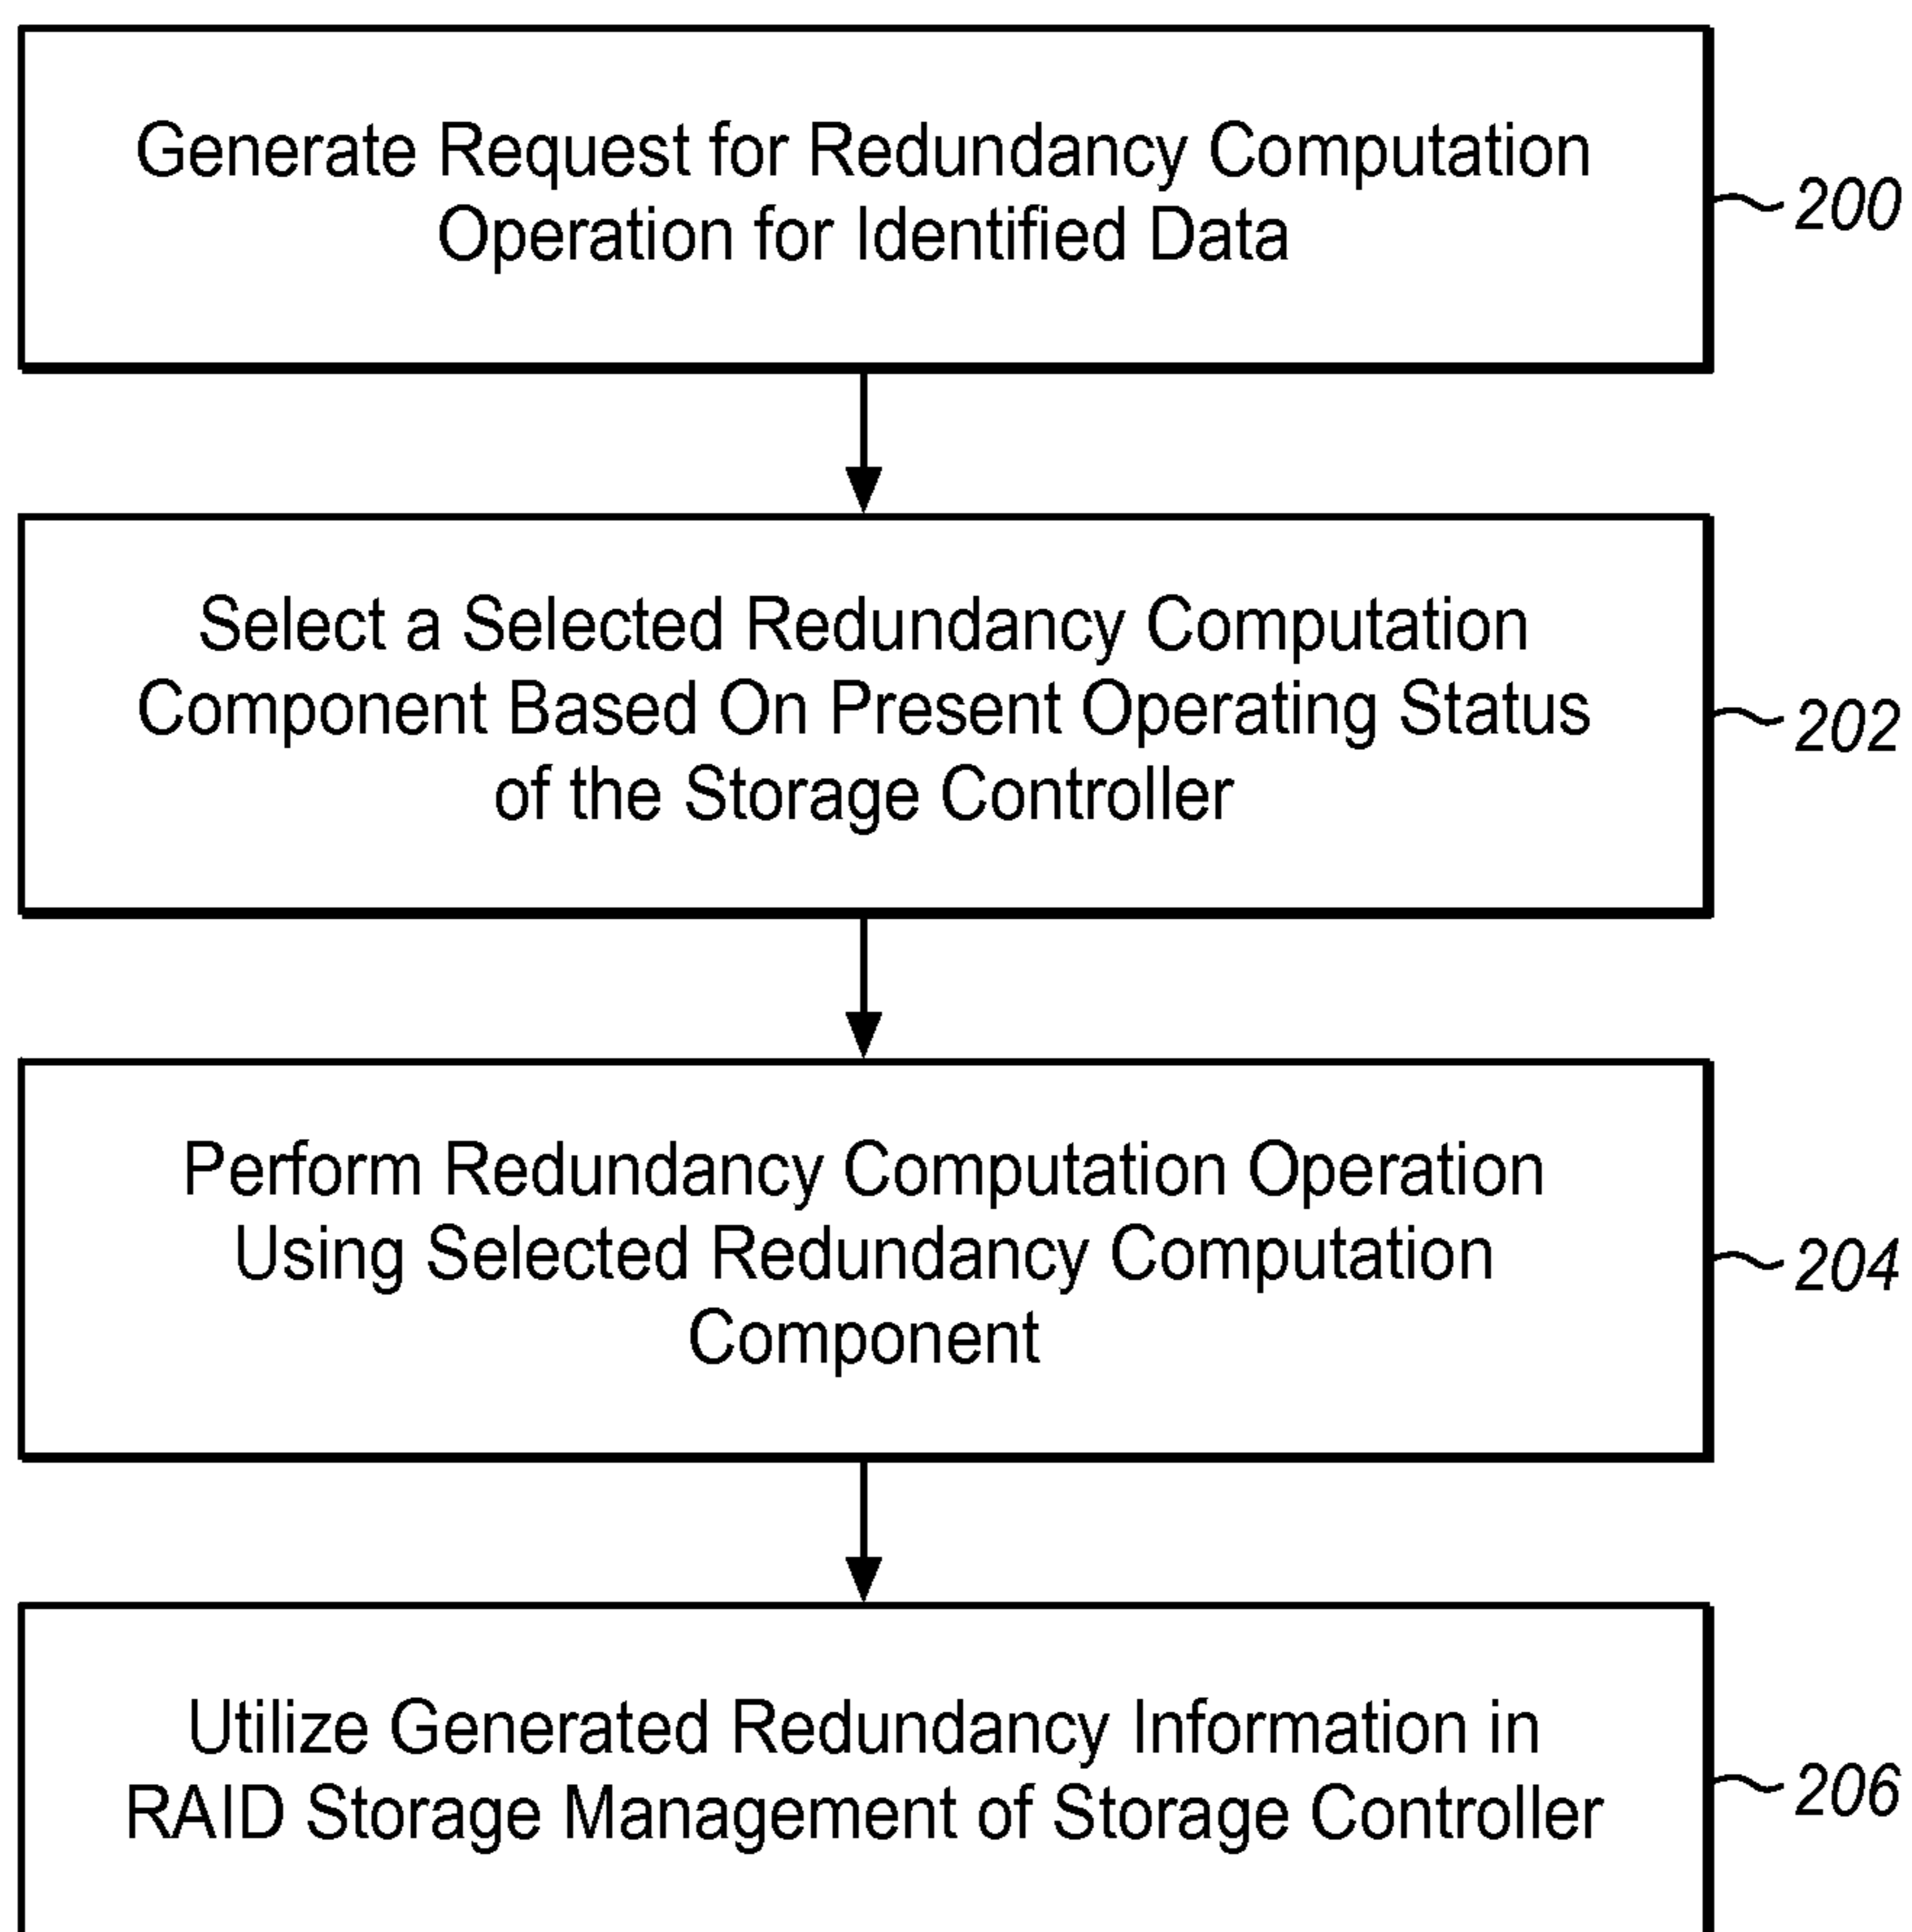 Generate Request for Redundancy Computation
Operation for Identified Data
200
Select a Selected Redundancy Computation
Component Based On Present Operating Status
of the Storage Controller
202
Perform Redundancy Computation Operation
Using Selected Redundancy Computation
Component
204
Utilize Generated Redundancy Information in
RAID Storage Management of Storage Controller
206